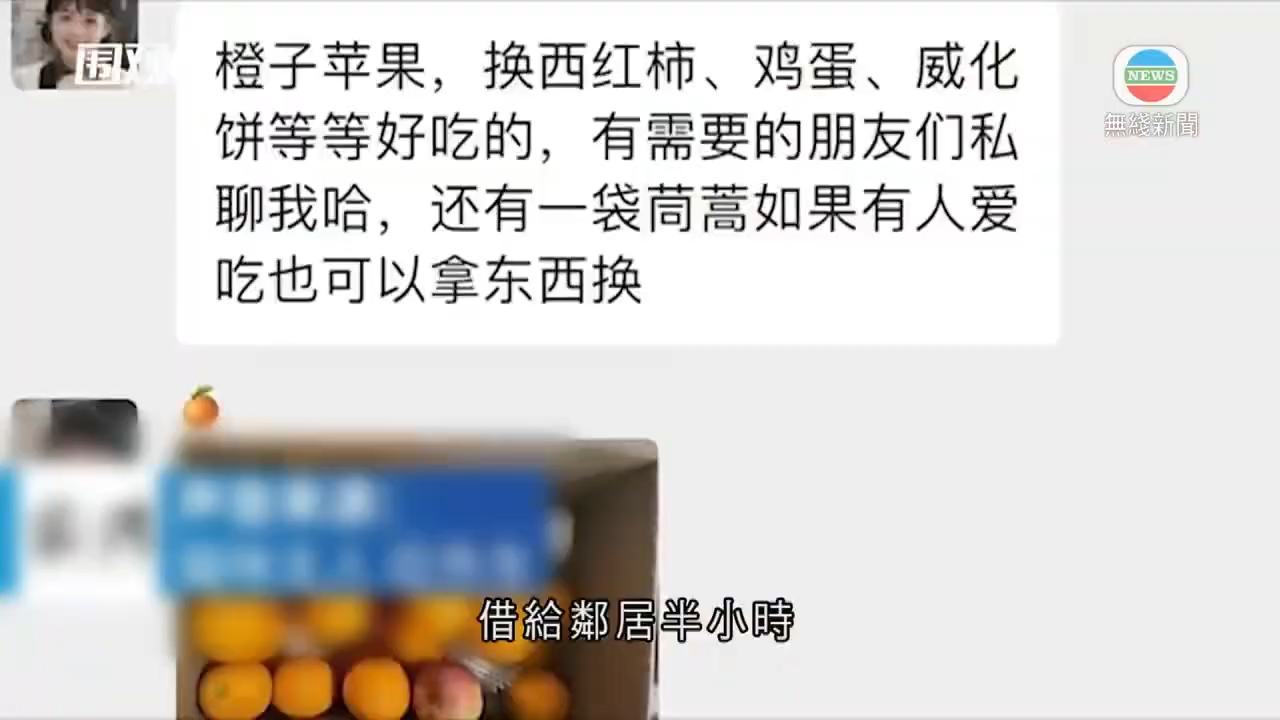 围观
橙子苹果，换西红柿、鸡蛋、威化
饼等等好吃的，有需要的朋友们私
聊我哈，还有一袋茼蒿如果有人爱
吃也可以拿东西换
NEWS
無綫新聞
借給鄰居半小時